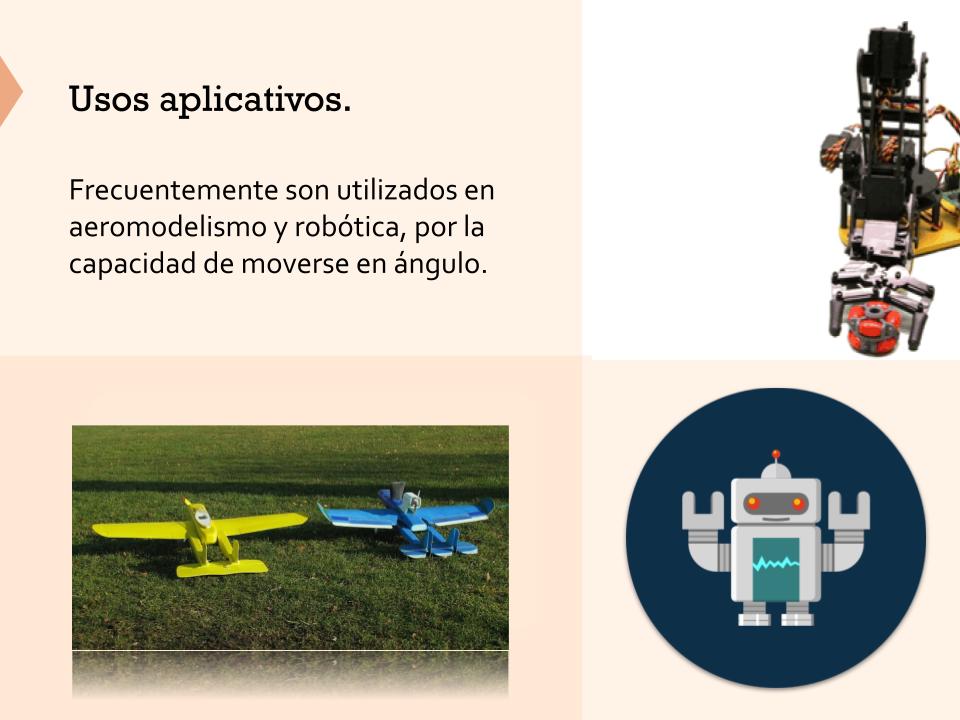 Usos aplicativos.
Frecuentemente son utilizados en
aeromodelismo y robótica, por la
capacidad de moverse en ángulo.